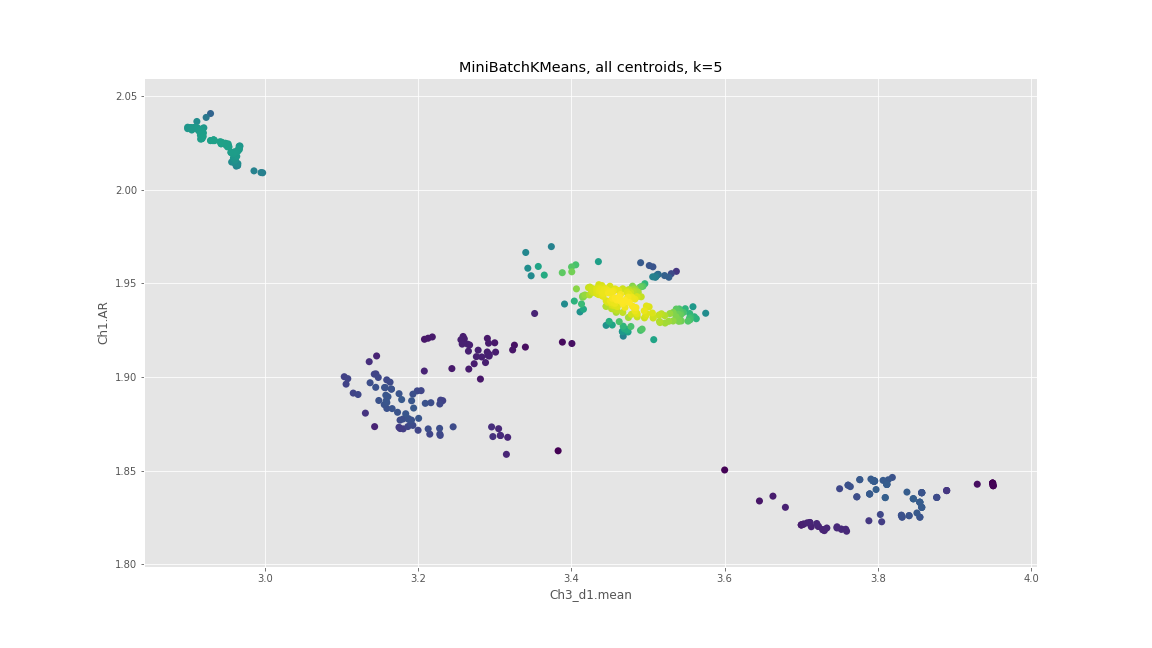 MiniBatchKMeans, all centroids, k=5
2.05
2.00
1.95
1.90
1.85
1.80
Ch1.AR
3.0 3.2 3.4 3.6 3.8 4.0
Ch3_d1.mean